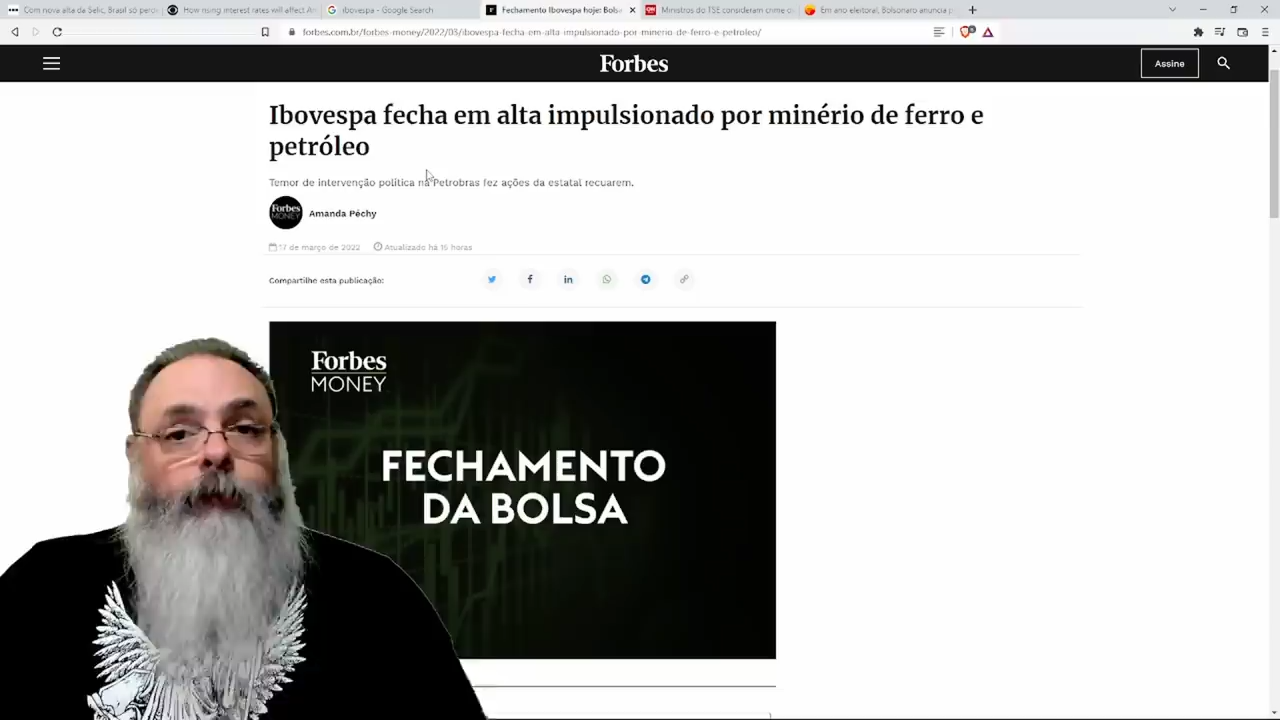 Com nova alta da Selic, Brasil só perde
How rising interest rates will affect An
ibovespa - Google Search
Fechamento Ibovespa hoje: Bolsa
Ministros do TSE consideram crime o
Em ano eleitoral, Bolsonaro anuncia p
forbes.com.br/forbes-money/2022/03/ibovespa-fecha-em-alta-impulsionado-por-minerio-de-ferro-e-petroleo/
Forbes
Assine
Ibovespa fecha em alta impulsionado por minério de ferro e
petróleo
Temor de intervenção política na Petrobras fez ações da estatal recuarem.
Forbes
MONEY
Amanda Péchy
17 de março de 2022
Atualizado há 15 horas
Compartilhe esta publicação:
Forbes
MONEY
FECHAMENTO
DA BOLSA